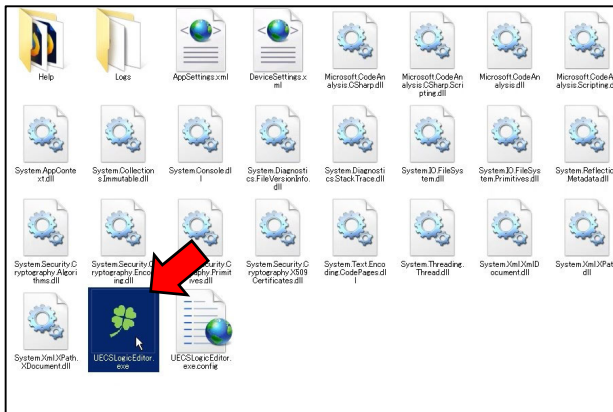 Help
Logs
AppSettings.xml
DeviceSettings.x
ml
Microsoft.CodeAn
alysis.CSharp.dll
Microsoft.CodeAn
alysis.CSharp.Scri
pting.dll
Microsoft.CodeAn
alysis.dll
Microsoft.CodeA
alysis.Scripting.d
System.AppConte
xt.dll
System.Collection
s.Immutable.dll
System.Console.dl
l
System.Diagnosti
cs.FileVersionInfo.
dll
System.Diagnosti
cs.StackTrace.dll
System.IO.FileSys
tem.dll
System.IO.FileSys
tem.Primitives.dll
System.Reflectio
.Metadata.dll
System.Security.C
ryptography.Algori
thms.dll
System.Security.C
ryptography.Encod
ing.dll
Security.C
graphy.Primit
ives.dll
System.Security.C
ryptography.X509
Certificates.dll
System.Text.Enco
ding.CodePages.dl
l
System.Threading.
Thread.dll
System.Xml.XmlD
ocument.dll
System.Xml.XPat
dll
System.Xml.XPath.
XDocument.dll
UECSLogicEditor.
exe
UECSLogicEditor.
exe.config